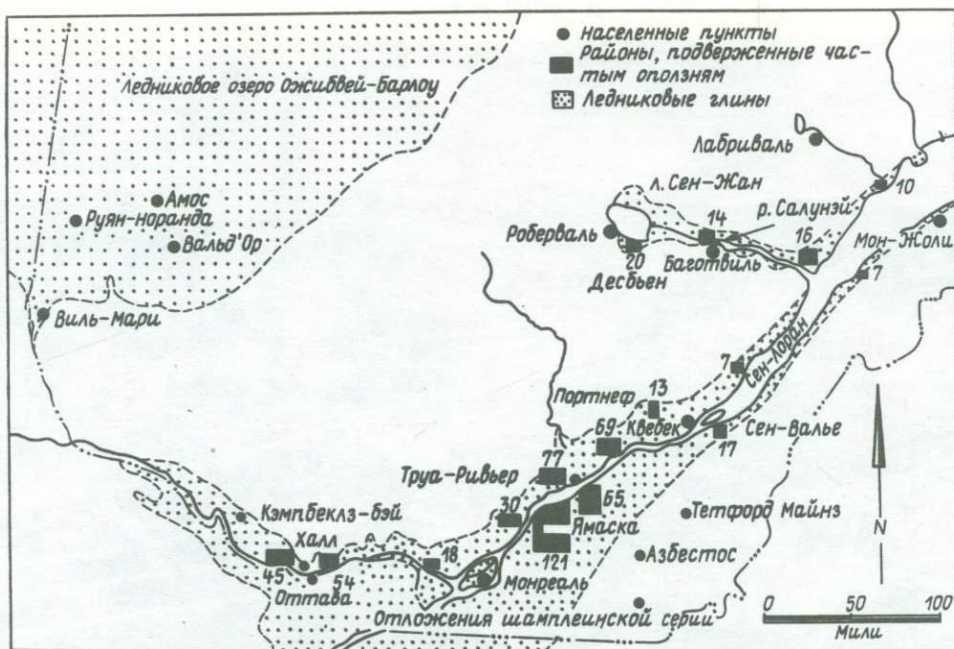 Населенные пункты
Районы, подверженные час-
тым оползням
Ледниковые глины
Ледниковое озеро Ожибвей-Барлоу
Лабриваль
Амос
Руян-норанда
Вальд'Ор
Виль-Мари
л. Сен-Жан
р. Салунэй
10
14
16
Роберваль
20
Десбьен
Баготвиль
Мон-Жоли
7
Сен-Лоран
7
Портнеф
13
69
Квебек
Сен-Валье
17
Труа-Ривьер
77
65
30
Ямаска
121
Тетфорд Майнз
Азбестос
Кэмпбеклз-бэй
Халл
18
45
54
Оттава
Монреаль
Отложения шамплеинской серии
N
0 50 100
Мили